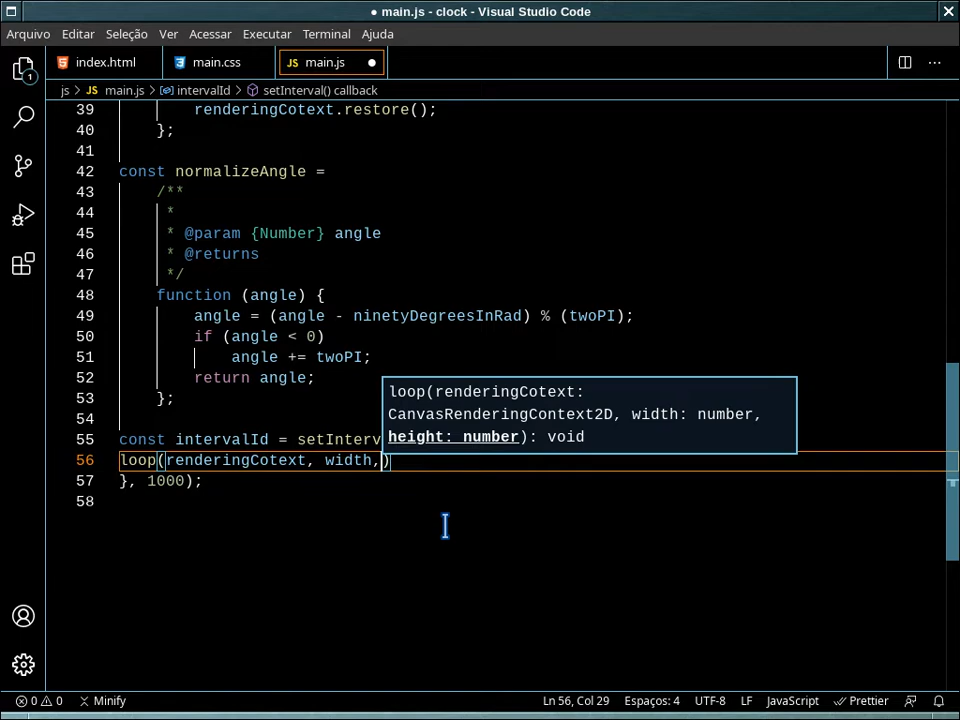 ● main.js - clock - Visual Studio Code
Arquivo Editar Seleção Ver Acessar Executar Terminal Ajuda
1
index.html main.css JS main.js ●
js > JS main.js > intervalId > setInterval() callback
39 renderingCotext.restore();
40 };
41
42 const normalizeAngle =
43 /**
44 *
45 * @param {Number} angle
46 * @returns
47 */
48 function (angle) {
49 angle = (angle - ninetyDegreesInRad) % (twoPI);
50 if (angle < 0)
51 angle += twoPI;
52 return angle;
53 };
54
loop(renderingCotext:
CanvasRenderingContext2D, width: number,
height: number): void
55 const intervalId = setInterv
56 loop(renderingCotext, width,)
57 }, 1000);
58
0 0 Minify Ln 56, Col 29 Espaços: 4 UTF-8 LF JavaScript Prettier